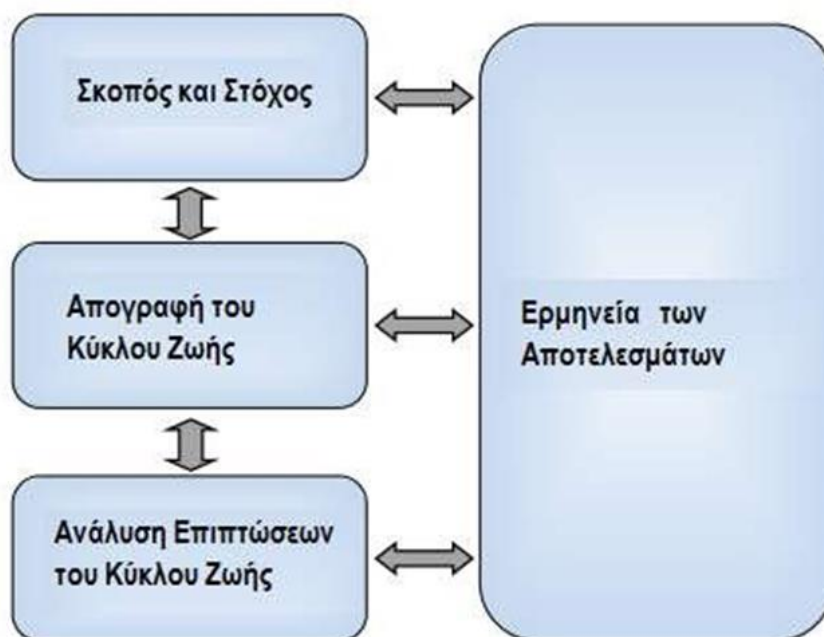 Σκοπός και Στόχος
Απογραφή του
Κύκλου Ζωής
Ερμηνεία των
Αποτελεσμάτων
Ανάλυση Επιπτώσεων
του Κύκλου Ζωής